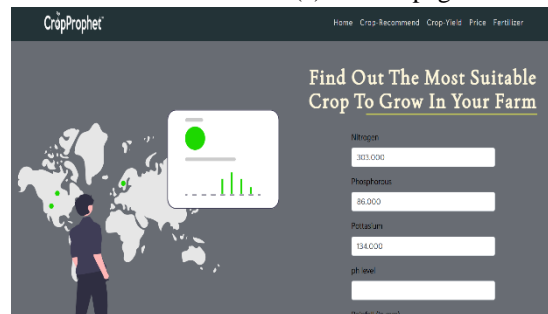 CropProphet
Home Crop-Recommend Crop-Yield Price Fertilizer
Find Out The Most Suitable
Crop To Grow In Your Farm
Nitrogen
303.000
Phosphorous
86.000
Pottasium
134.000
ph level